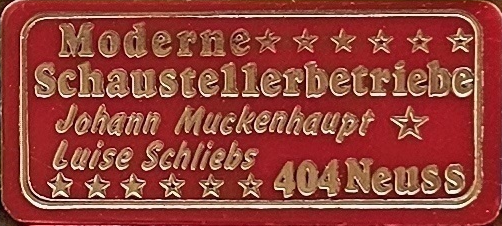 Moderne
Schaustellerbetriebe
Johann Muckenhaupt
Luise Schliebs
404 Neuss